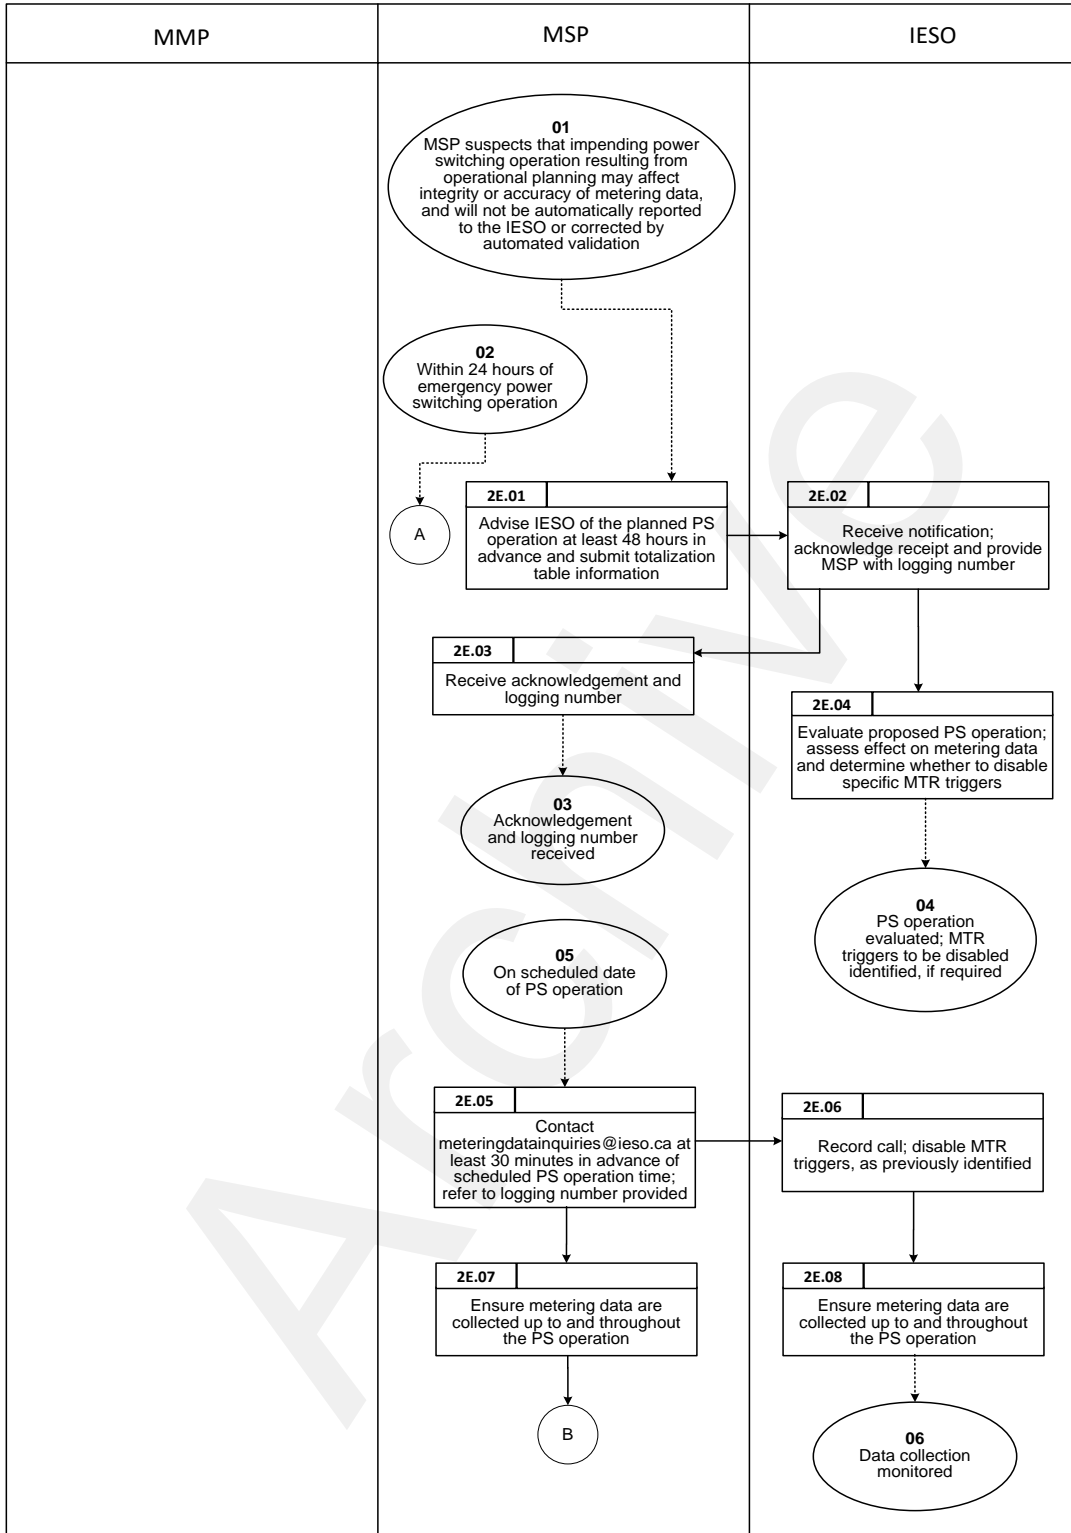 MMP
MSP
IESO
01
MSP suspects that impending power
switching operation resulting from
operational planning may affect
integrity or accuracy of metering data,
and will not be automatically reported
to the IESO or corrected by
automated validation
02
Within 24 hours of
emergency power
switching operation
A
2E.01
Advise IESO of the planned PS
operation at least 48 hours in
advance and submit totalization
table information
2E.02
Receive notification;
acknowledge receipt and provide
MSP with logging number
2E.03
Receive acknowledgement and
logging number
2E.04
Evaluate proposed PS operation;
assess effect on metering data
and determine whether to disable
specific MTR triggers
03
Acknowledgement
and logging number
received
04
PS operation
evaluated; MTR
triggers to be disabled
identified, if required
05
On scheduled date
of PS operation
2E.05
Contact
meteringdatainquiries@ieso.ca at
least 30 minutes in advance of
scheduled PS operation time;
refer to logging number provided
2E.06
Record call; disable MTR
triggers, as previously identified
2E.07
Ensure metering data are
collected up to and throughout
the PS operation
2E.08
Ensure metering data are
collected up to and throughout
the PS operation
B
06
Data collection
monitored
Archive